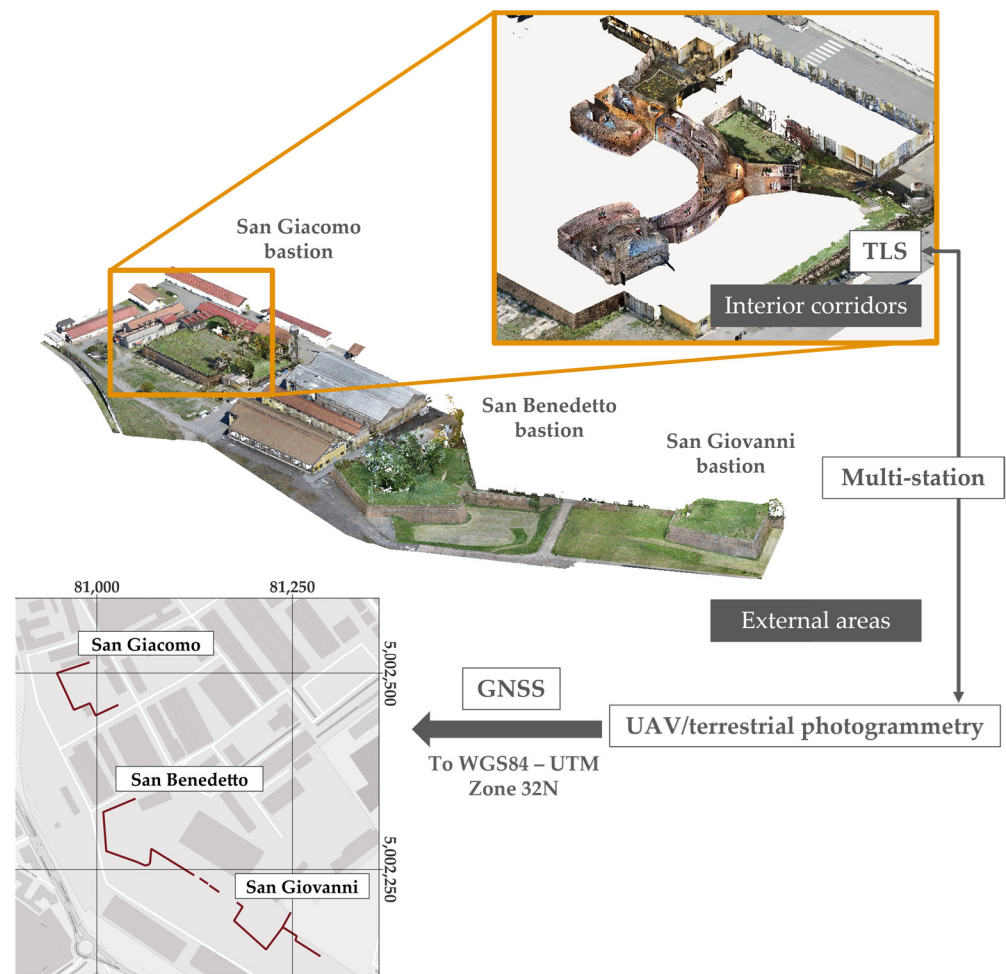 San Giacomo
bastion
TLS
Interior corridors
San Benedetto
bastion
San Giovanni
bastion
Multi-station
External areas
81,000
81,250
San Giacomo
5,002,500
GNSS
UAV/terrestrial photogrammetry
To WGS84 – UTM
Zone 32N
San Benedetto
5,002,250
San Giovanni